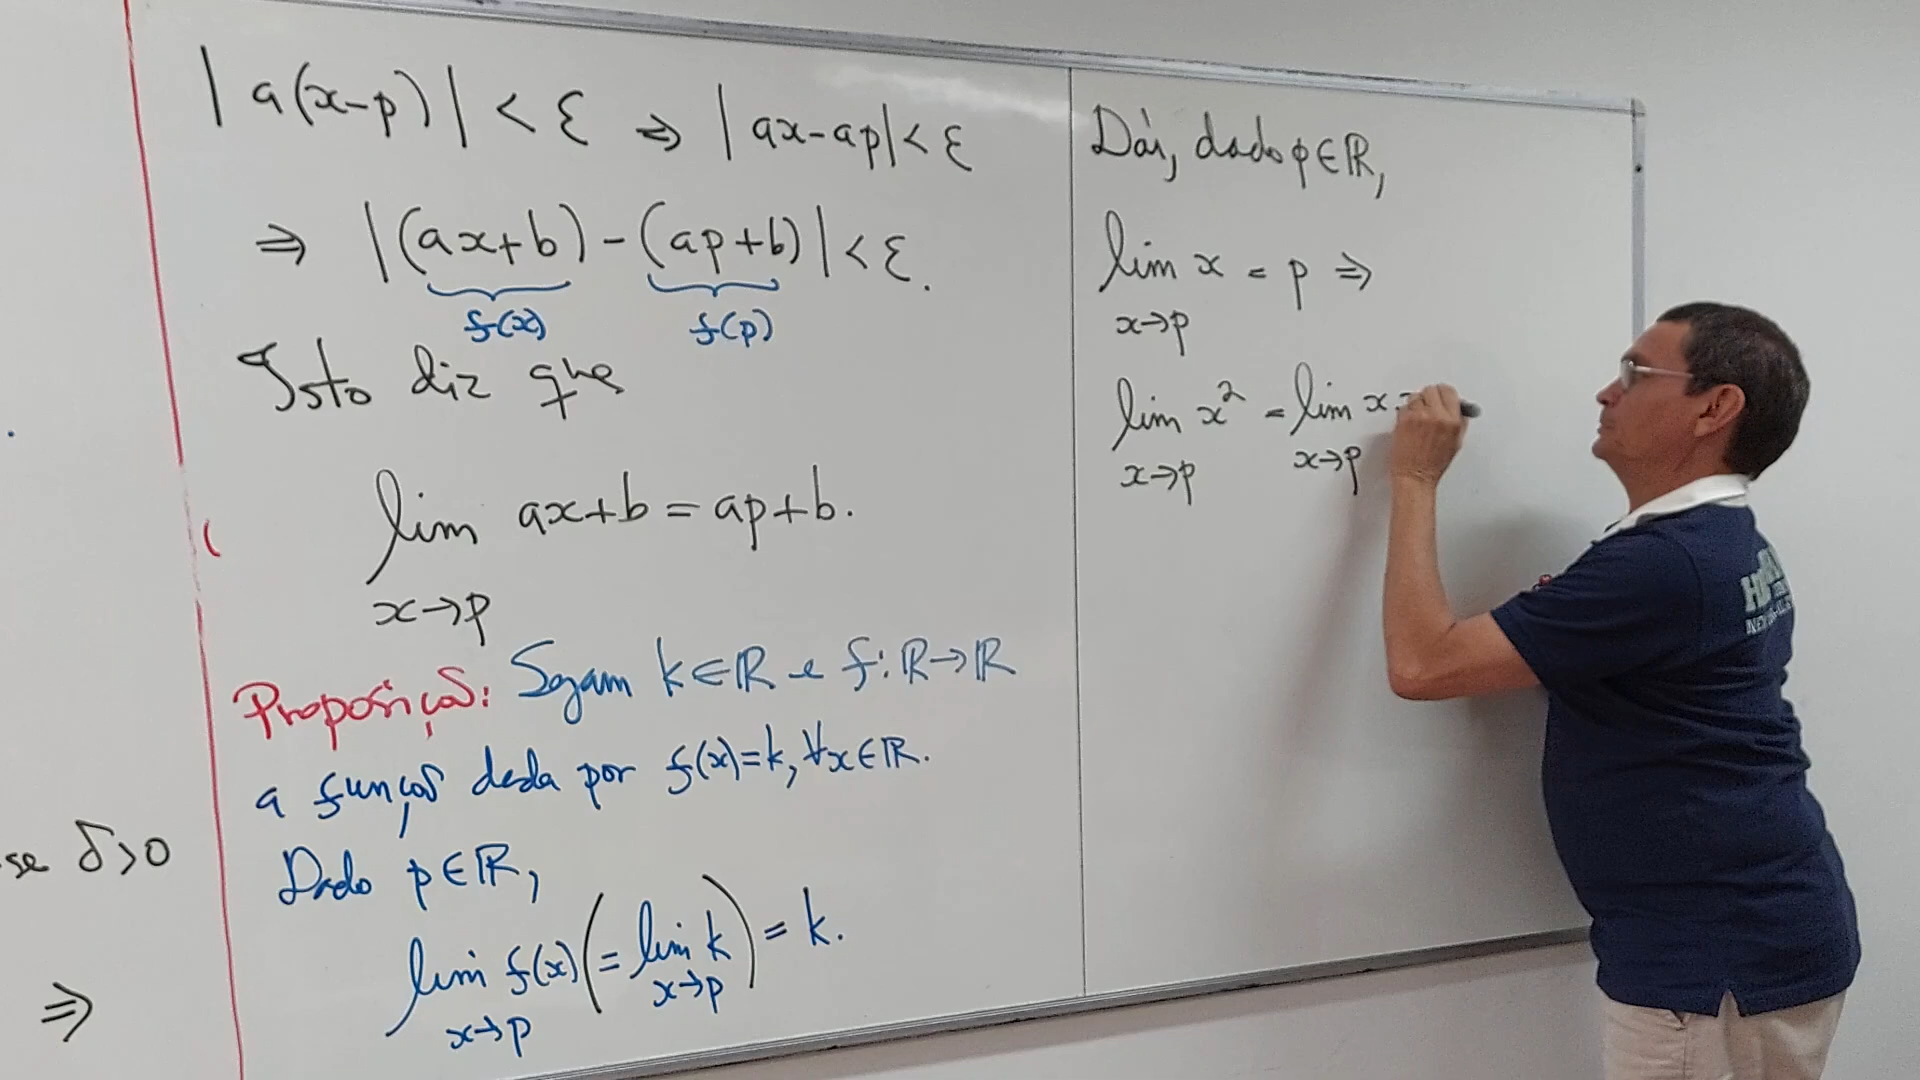 |a(x-p)| < ε ⇒ |ax-ap| < ε
⇒ |(ax+b) - (ap+b)| < ε.
f(x) f(p)
Isto diz que
lim ax+b = ap+b.
x→p
Proposição: Sejam k∈ℝ e f: ℝ→ℝ
a função dada por f(x)=k, ∀x∈ℝ.
Dado p∈ℝ,
lim f(x) (= lim k) = k.
x→p x→p
se δ>0
⇒
Daí, dado p∈ℝ,
lim x = p ⇒
x→p
lim x² = lim x
x→p x→p